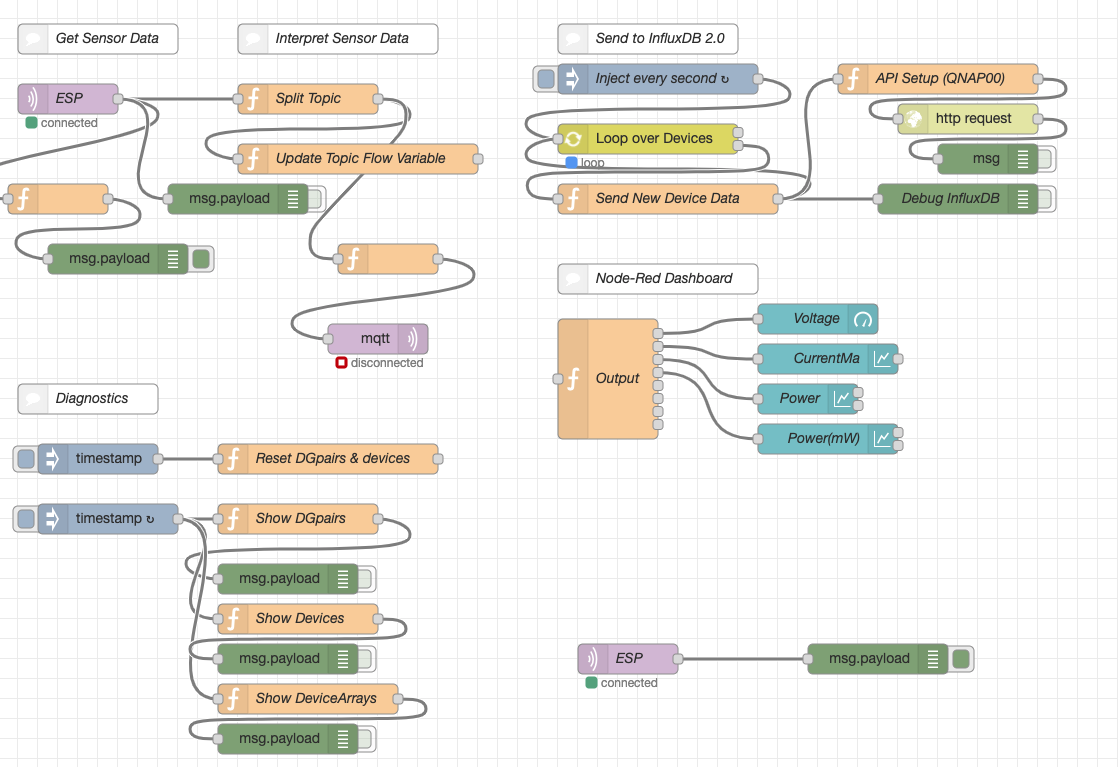 Get Sensor Data
Interpret Sensor Data
Send to InfluxDB 2.0
ESP
connected
Split Topic
Update Topic Flow Variable
msg.payload
msg.payload
mqtt
disconnected
Inject every second ↻
Loop over Devices
loop
Send New Device Data
API Setup (QNAP00)
http request
msg
Debug InfluxDB
Node-Red Dashboard
Output
Voltage
CurrentMa
Power
Power(mW)
Diagnostics
timestamp
Reset DGpairs & devices
timestamp ↻
Show DGpairs
msg.payload
Show Devices
msg.payload
Show DeviceArrays
msg.payload
ESP
connected
msg.payload